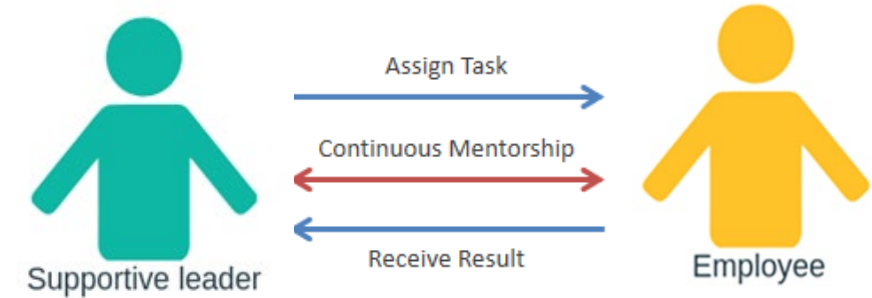 Assign Task
Continuous Mentorship
Receive Result
Supportive leader
Employee